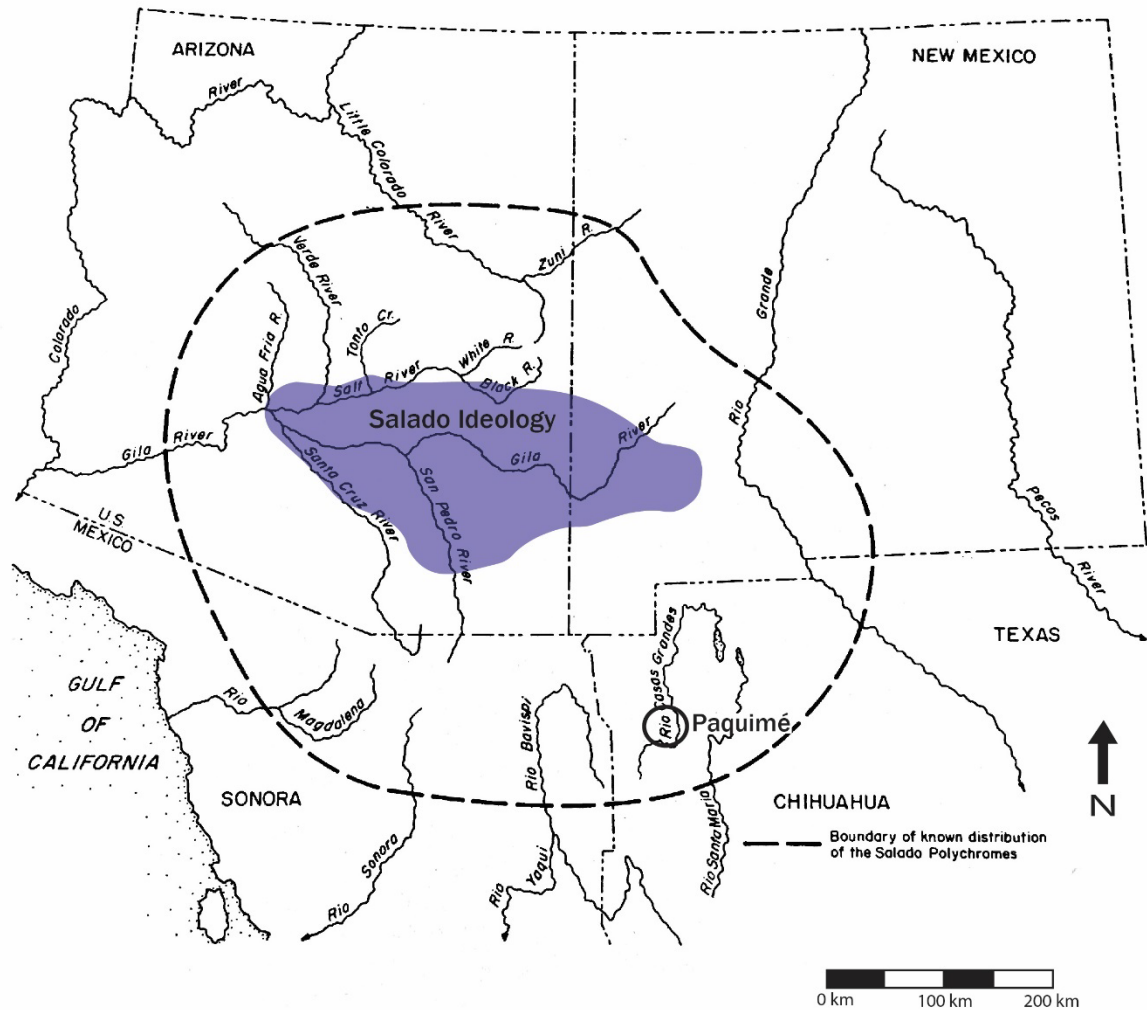 ARIZONA
NEW MEXICO
River
Little Colorado River
Verde River
Zuni R.
Rio Grande
Colorado
Agua Fria R.
Tonto Cr.
White R.
Black R.
Salt River
Salado Ideology
Gila River
Gila River
Santa Cruz River
San Pedro River
Pecos River
U.S.
MEXICO
TEXAS
GULF
OF
CALIFORNIA
Rio Magdalena
Rio Casas Grandes
Paquimé
Rio Bavispi
SONORA
Rio Sonora
Rio Yaqui
Rio Santa Maria
CHIHUAHUA
N
Boundary of known distribution
of the Salado Polychromes
0 km 100 km 200 km